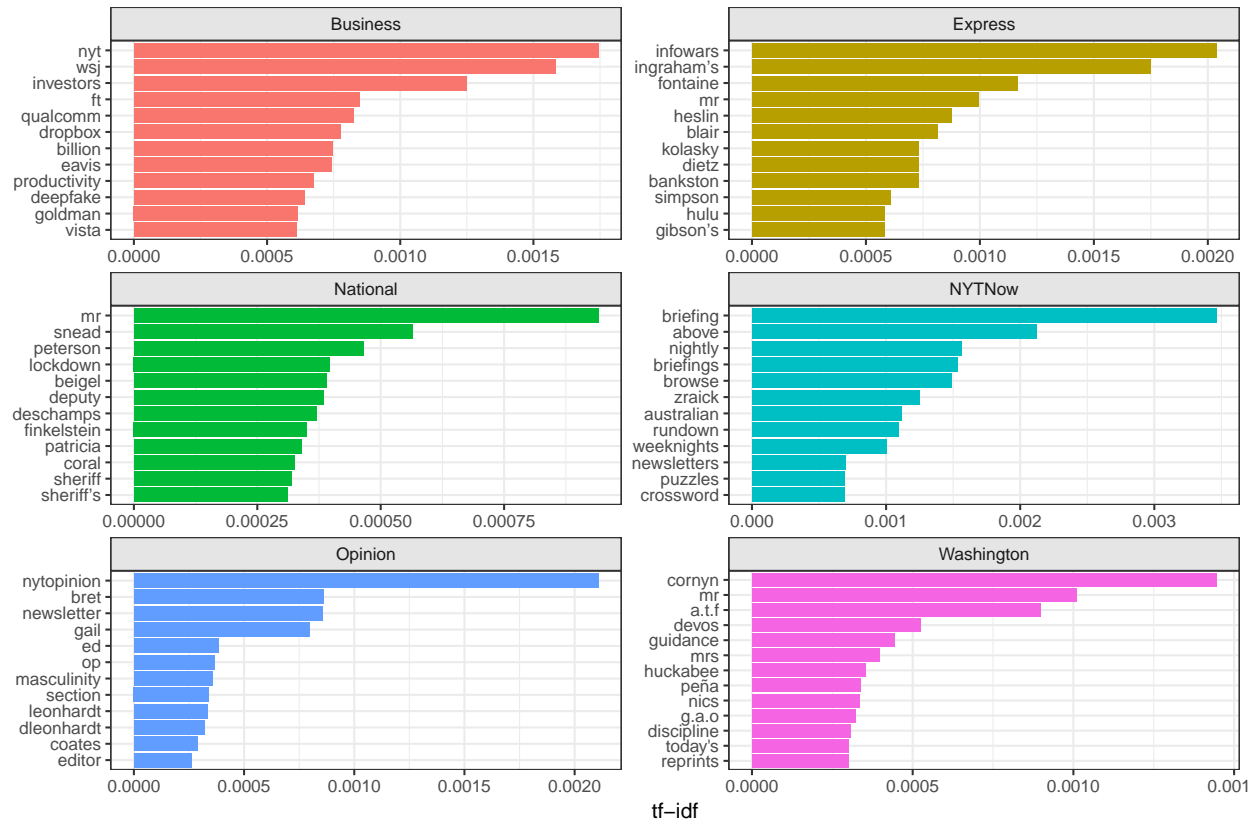 Business
nyt
wsj
investors
ft
qualcomm
dropbox
billion
eavis
productivity
deepfake
goldman
vista
0.0000 0.0005 0.0010 0.0015
Express
infowars
ingraham's
fontaine
mr
heslin
blair
kolasky
dietz
bankston
simpson
hulu
gibson's
0.0000 0.0005 0.0010 0.0015 0.0020
National
mr
snead
peterson
lockdown
beigel
deputy
deschamps
finkelstein
patricia
coral
sheriff
sheriff's
0.00000 0.00025 0.00050 0.00075
NYTNow
briefing
above
nightly
briefings
browse
zraick
australian
rundown
weeknights
newsletters
puzzles
crossword
0.000 0.001 0.002 0.003
Opinion
nytopinion
bret
newsletter
gail
ed
op
masculinity
section
leonhardt
dleonhardt
coates
editor
0.0000 0.0005 0.0010 0.0015 0.0020
Washington
cornyn
mr
a.t.f
devos
guidance
mrs
huckabee
peña
nics
g.a.o
discipline
today's
reprints
0.0000 0.0005 0.0010 0.001
tf−idf